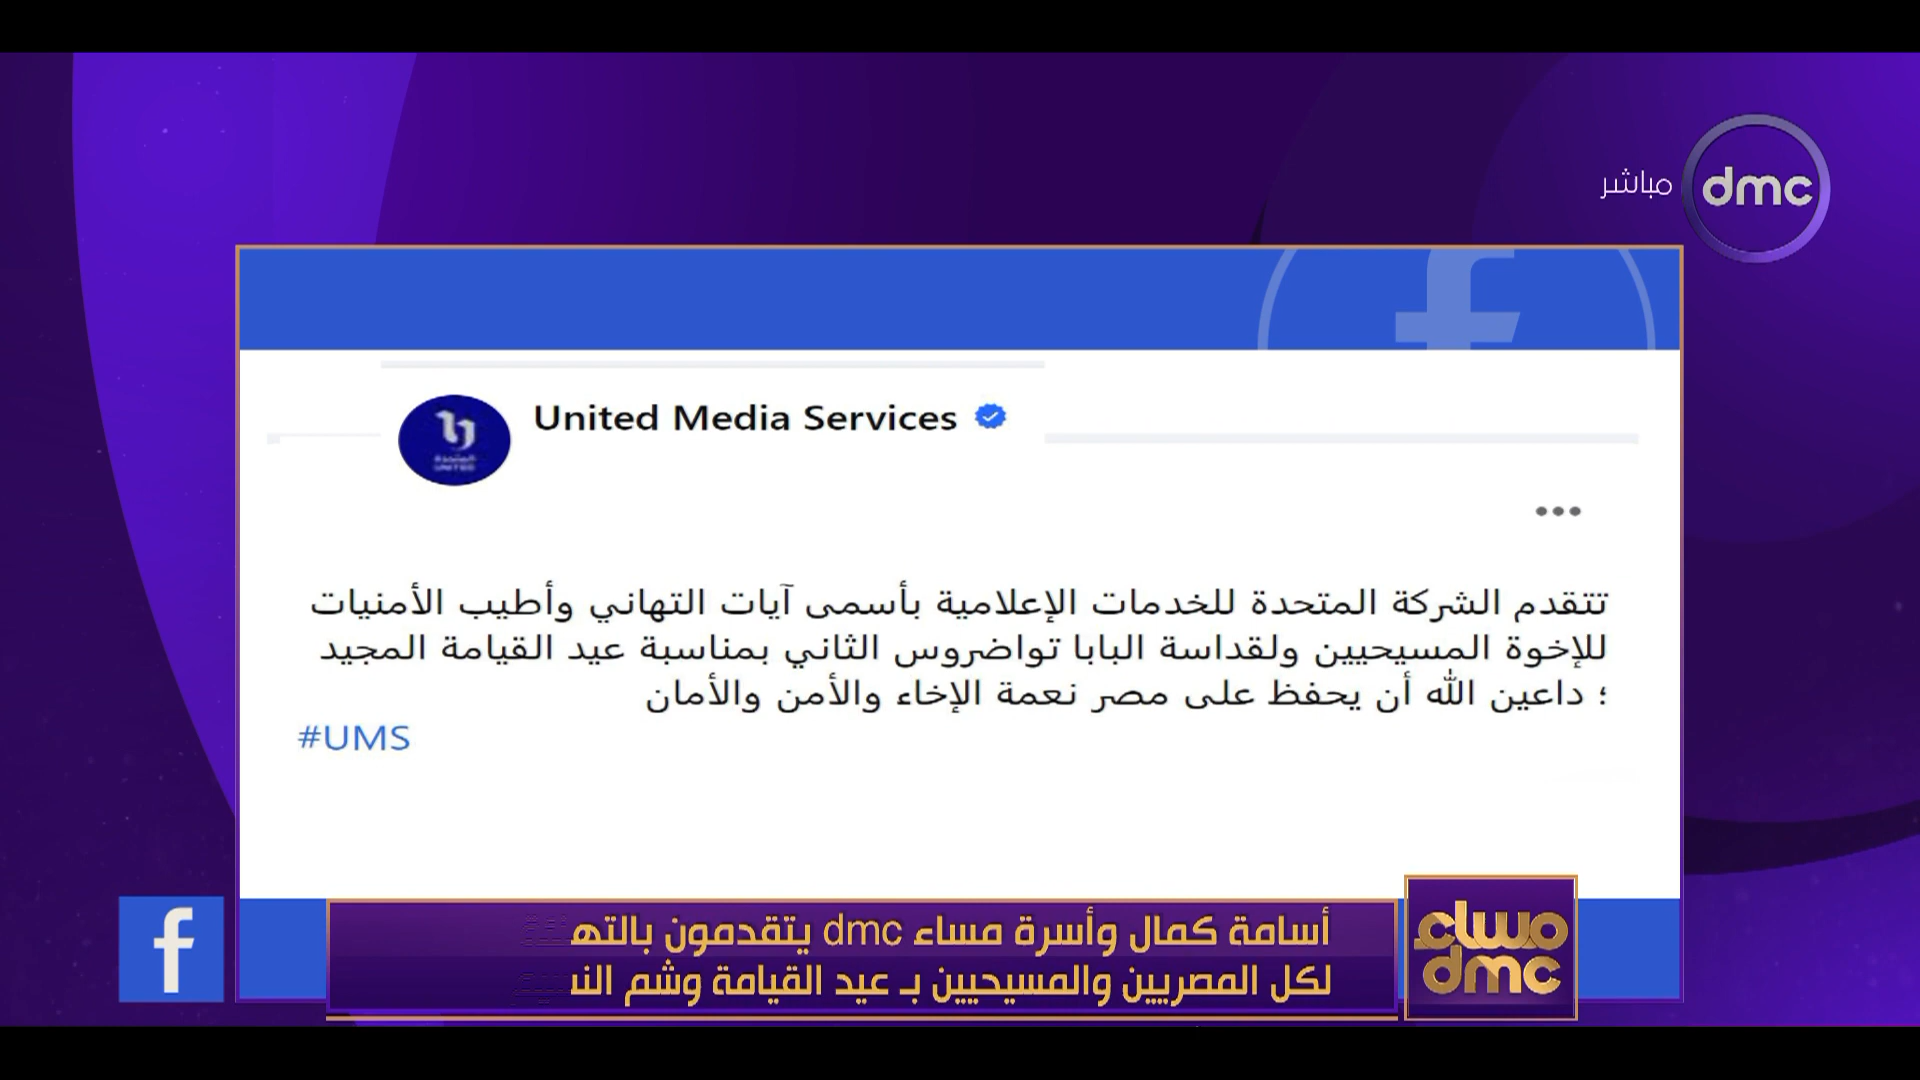 dmc
مباشر
United Media Services
المتحدة
UNITED
تتقدم الشركة المتحدة للخدمات الإعلامية بأسمى آيات التهاني وأطيب الأمنيات
للإخوة المسيحيين ولقداسة البابا تواضروس الثاني بمناسبة عيد القيامة المجيد
؛ داعين الله أن يحفظ على مصر نعمة الإخاء والأمن والأمان
#UMS
أسامة كمال وأسرة مساء dmc يتقدمون
لكل المصريين والمسيحيين بـ عيد القيامة وشم
مساء
dmc